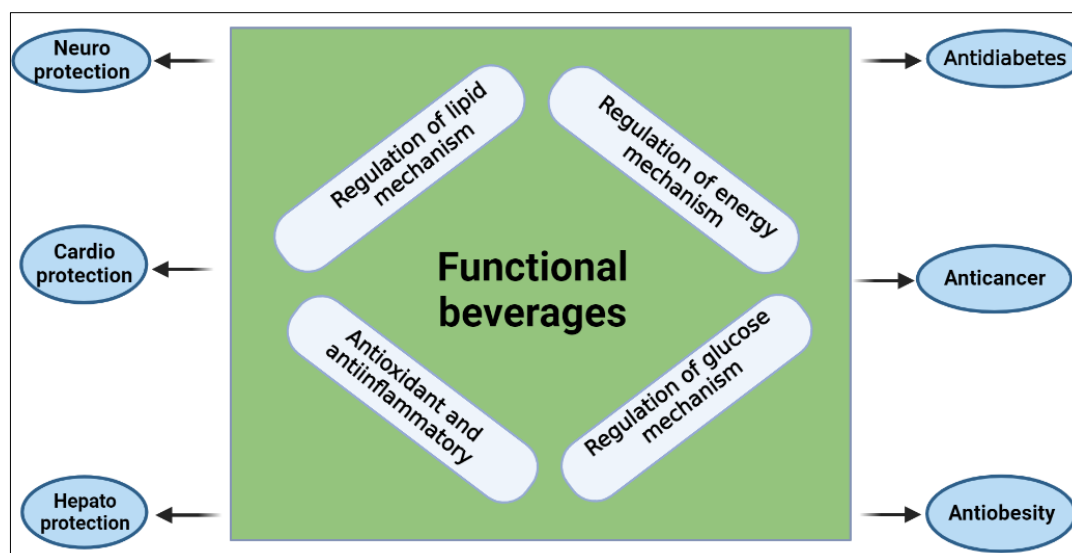 Neuro
protection
Cardio
protection
Hepato
protection
Regulation of lipid
mechanism
Regulation of energy
mechanism
Functional
beverages
Antioxidant and
antiinflammatory
Regulation of glucose
mechanism
Antidiabetes
Anticancer
Antiobesity